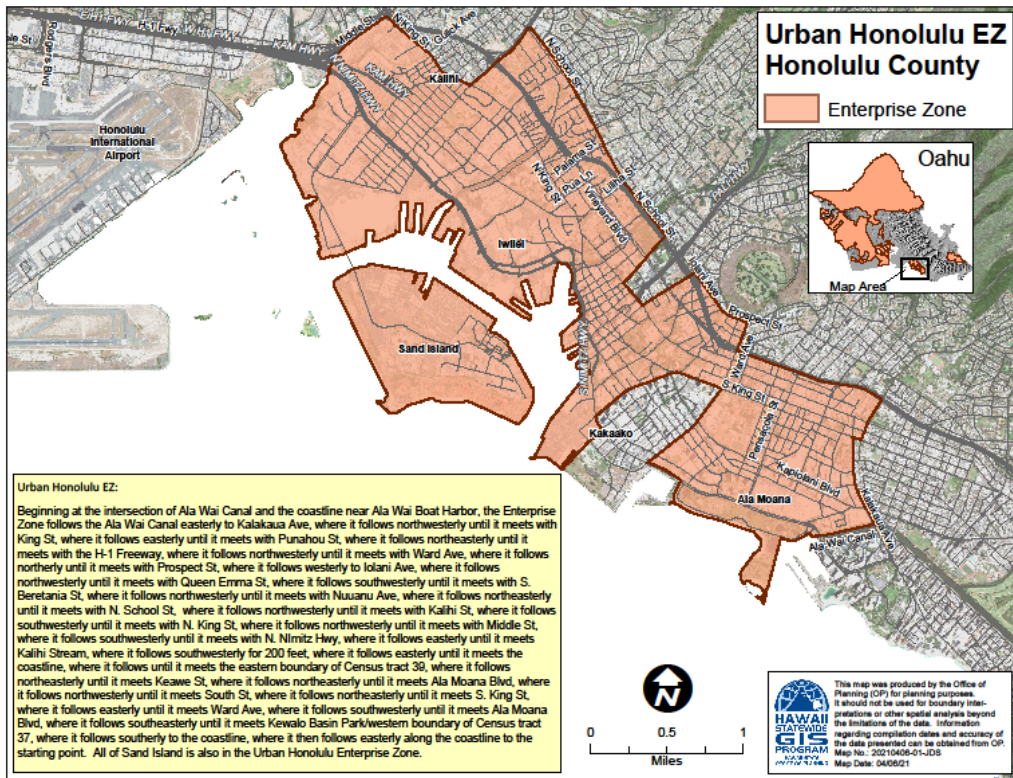 Urban Honolulu EZ
Honolulu County
Enterprise Zone
Oahu
Map Area
E H1 FWY
H-1 Fwy
W H1 FWY
KAM HWY
Middle St
N King St
Gulick Ave
N School St
Rodgers Blvd
Kalihi
KAM HWY
N NIMITZ HWY
Honolulu
International
Airport
Palama St
Pua Ln
N King St
Liliha St
Vineyard Blvd
N School St
Iwilei
Prospect St
Sand Island
Ward Ave
S King St
Pensacola St
Kakaako
Kapiolani Blvd
Ala Moana
Kalakaua Ave
Ala Wai Canal
Urban Honolulu EZ:
Beginning at the intersection of Ala Wai Canal and the coastline near Ala Wai Boat Harbor, the Enterprise
Zone follows the Ala Wai Canal easterly to Kalakaua Ave, where it follows northwesterly until it meets with
King St, where it follows easterly until it meets with Punahou St, where it follows northeasterly until it
meets with the H-1 Freeway, where it follows northwesterly until it meets with Ward Ave, where it follows
northerly until it meets with Prospect St, where it follows westerly to Iolani Ave, where it follows
northwesterly until it meets with Queen Emma St, where it follows southwesterly until it meets with S.
Beretania St, where it follows northwesterly until it meets with Nuuanu Ave, where it follows northeasterly
until it meets with N. School St, where it follows northwesterly until it meets with Kalihi St, where it follows
southwesterly until it meets with N. King St, where it follows northwesterly until it meets with Middle St,
where it follows southwesterly until it meets with N. NImitz Hwy, where it follows easterly until it meets
Kalihi Stream, where it follows southwesterly for 200 feet, where it follows easterly until it meets the
coastline, where it follows until it meets the eastern boundary of Census tract 39, where it follows
northeasterly until it meets Keawe St, where it follows northeasterly until it meets Ala Moana Blvd, where
it follows northwesterly until it meets South St, where it follows northeasterly until it meets S. King St,
where it follows easterly until it meets Ward Ave, where it follows southwesterly until it meets Ala Moana
Blvd, where it follows southeasterly until it meets Kewalo Basin Park/western boundary of Census tract
37, where it follows southerly to the coastline, where it then follows easterly along the coastline to the
starting point. All of Sand Island is also in the Urban Honolulu Enterprise Zone.
N
0 0.5 1
Miles
HAWAII
STATEWIDE
GIS
PROGRAM
This map was produced by the Office of
Planning (OP) for planning purposes.
It should not be used for boundary inter-
pretations or other spatial analysis beyond
the limitations of the data. Information
regarding compilation dates and accuracy of
the data presented can be obtained from OP.
Map No.: 20210406-01-JDS
Map Date: 04/06/21